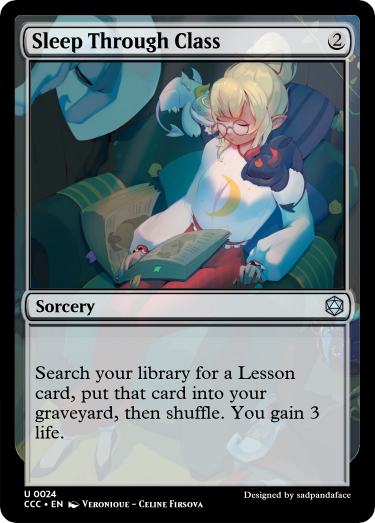 Sleep Through Class 2
Sorcery
Search your library for a Lesson
card, put that card into your
graveyard, then shuffle. You gain 3
life.
U 0024
CCC • EN Veronique – Celine Firsova
Designed by sadpandaface